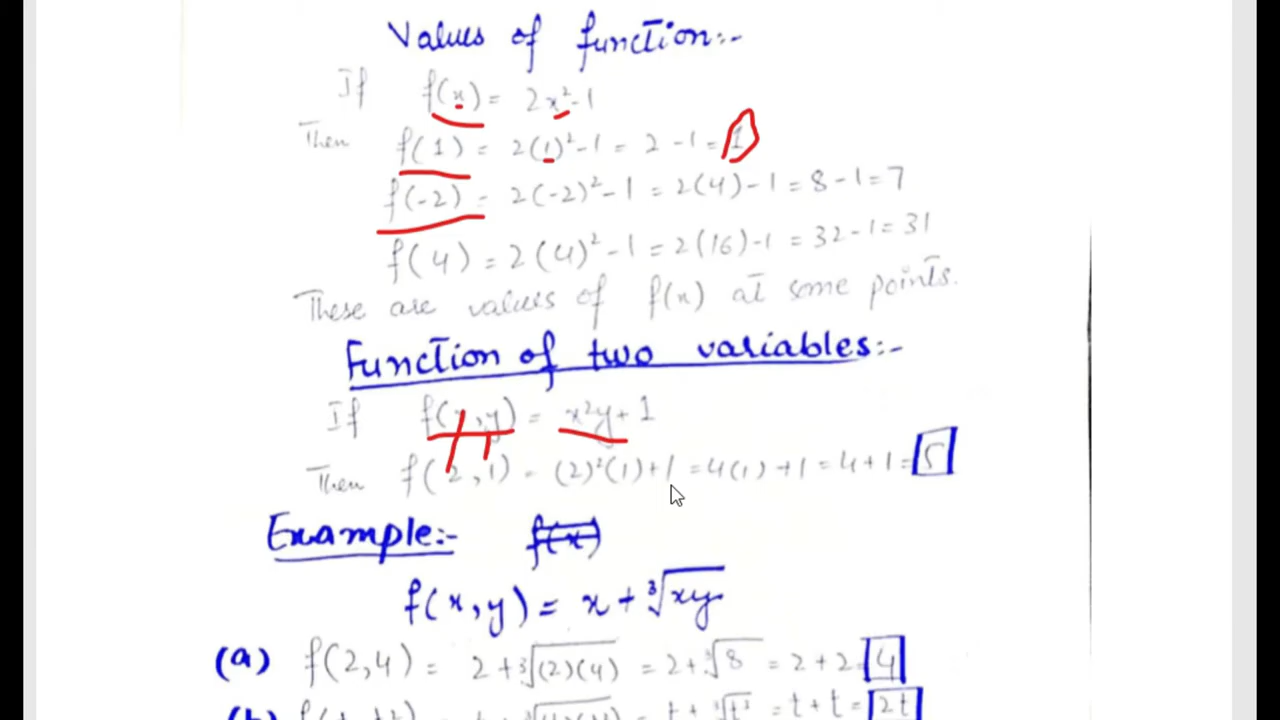 Values of function:-
If f(x) = 2x²-1
Then f(1) = 2(1)²-1 = 2-1 = 1
f(-2) = 2(-2)²-1 = 2(4)-1 = 8-1 = 7
f(4) = 2(4)²-1 = 2(16)-1 = 32-1 = 31
These are values of f(x) at some points.
Function of two variables:-
If f(x,y) = x²y+1
Then f(2,1) = (2)²(1)+1 = 4(1)+1 = 4+1 = 5
Example:- f(x)
f(x,y) = x + ∛xy
(a) f(2,4) = 2+∛(2)(4) = 2+∛8 = 2+2 = 4
(b) = t + ∛t³ = t+t = 2t